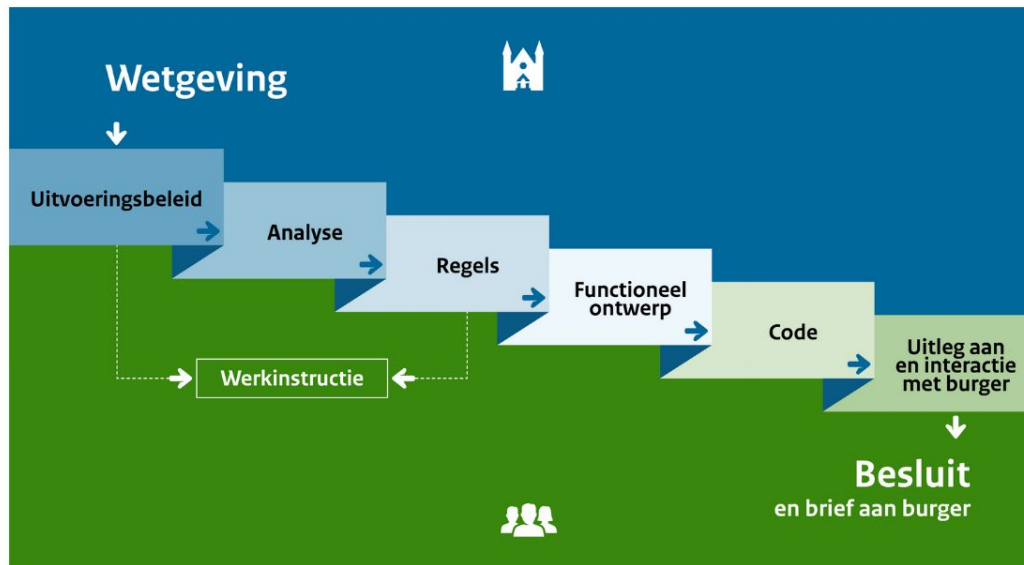 Wetgeving
Uitvoeringsbeleid
Analyse
Regels
Functioneel
ontwerp
Code
Uitleg aan
en interactie
met burger
Werkinstructie
Besluit
en brief aan burger